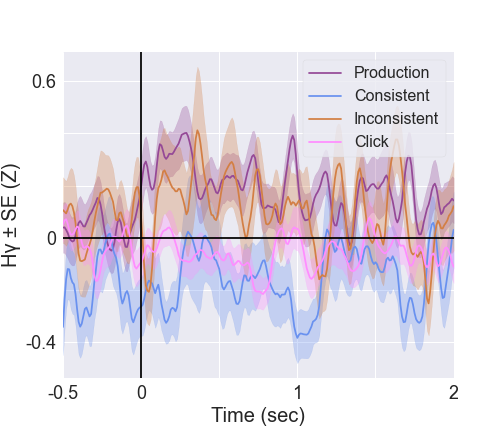 Production
Consistent
Inconsistent
Click
0.6
0
-0.4
Hγ ± SE (Z)
-0.5 0 1 2
Time (sec)